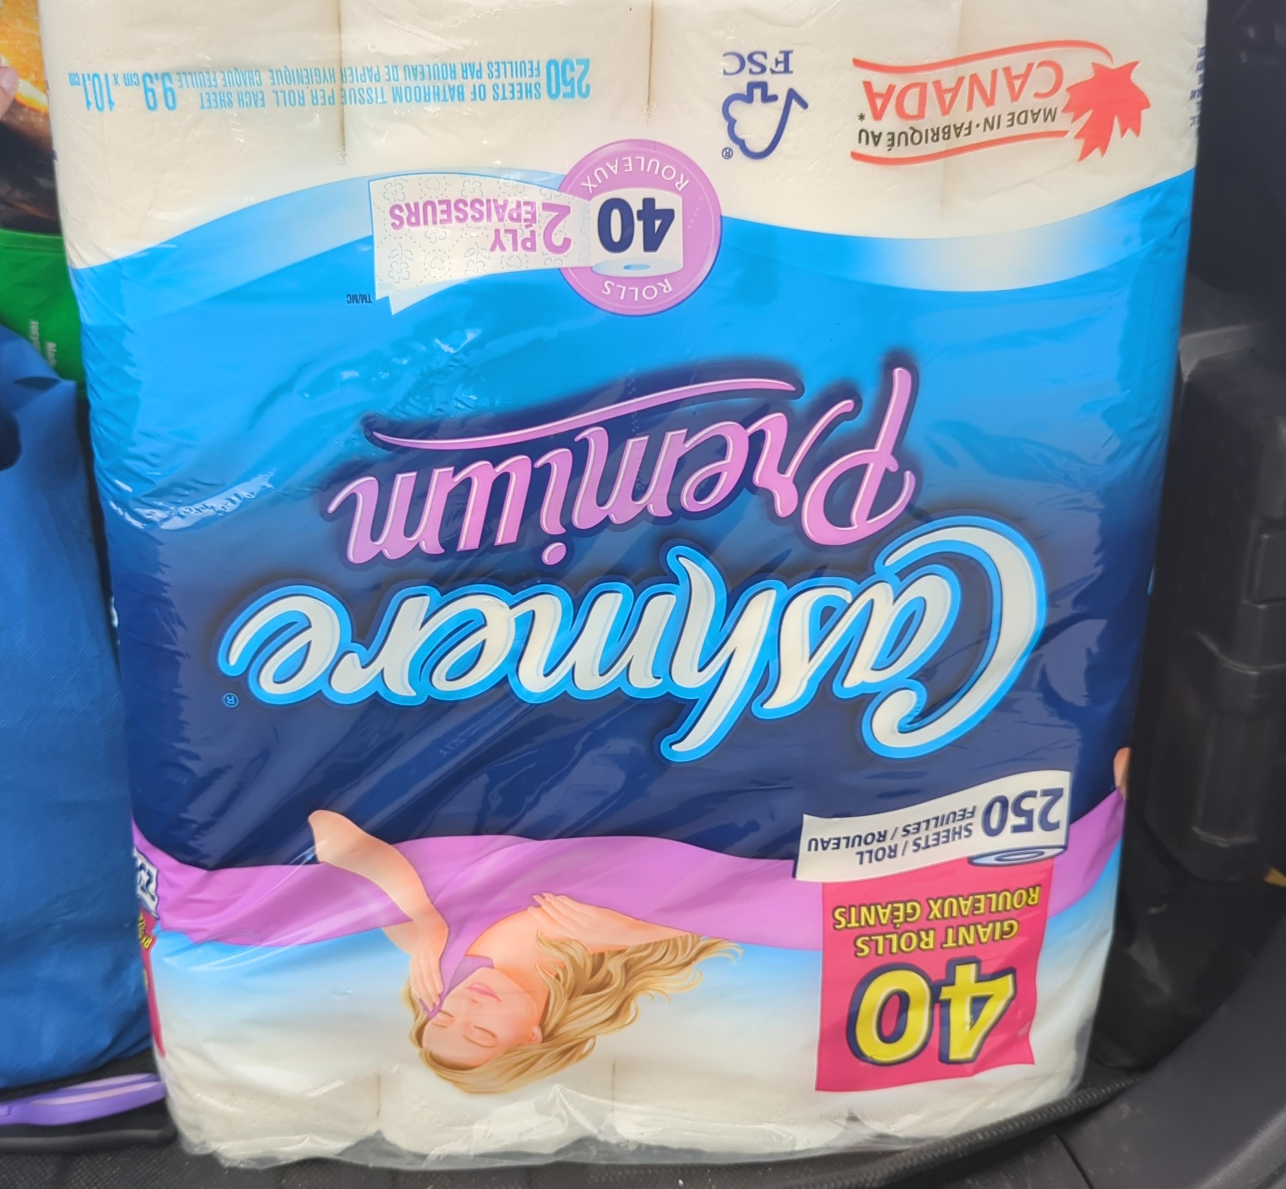 40
GIANT ROLLS
ROULEAUX GÉANTS
250
SHEETS / ROLL
FEUILLES / ROULEAU
Cashmere®
Premium
TM/MC
ROLLS
40
ROULEAUX
2 PLY
ÉPAISSEURS
MADE IN • FABRIQUÉ AU
CANADA*
®
FSC
250 SHEETS OF BATHROOM TISSUE PER ROLL EACH SHEET 9.9 cm x 10.1 cm
FEUILLES PAR ROULEAU DE PAPIER HYGIÉNIQUE CHAQUE FEUILLE